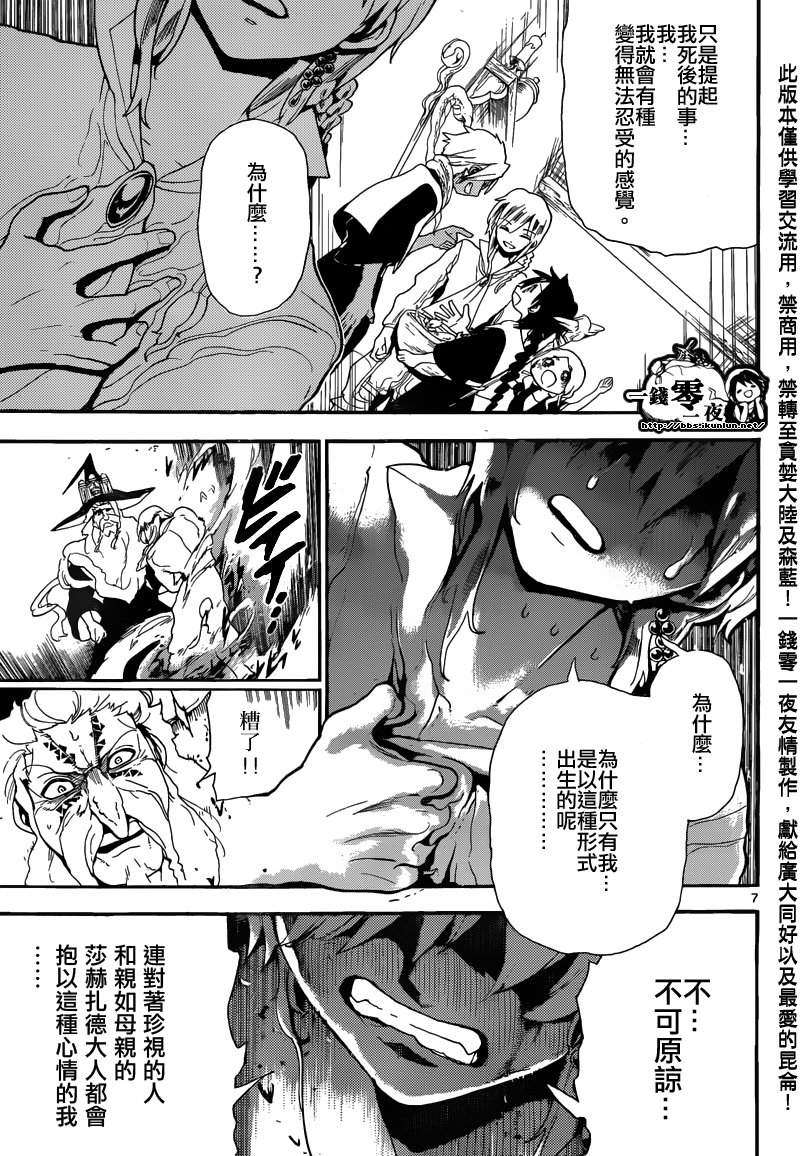 只是提起
我死後的事…
我…
我就會有種
變得無法忍受的感覺。
為什麼……？
一錢零一夜
http://bbs.ikunlun.net/
為什麼…
為什麼只有我…
是以這種形式
出生的呢
…………
ビイイ
糟了!!
7
不…
不可原諒…
連對著珍視的人
和親如母親的
莎赫扎德大人都會
抱以這種心情的我
……
此版本僅供學習交流用，禁商用，禁轉至貪婪大陸及森藍！一錢零一夜友情製作，獻給廣大同好以及最愛的昆侖！